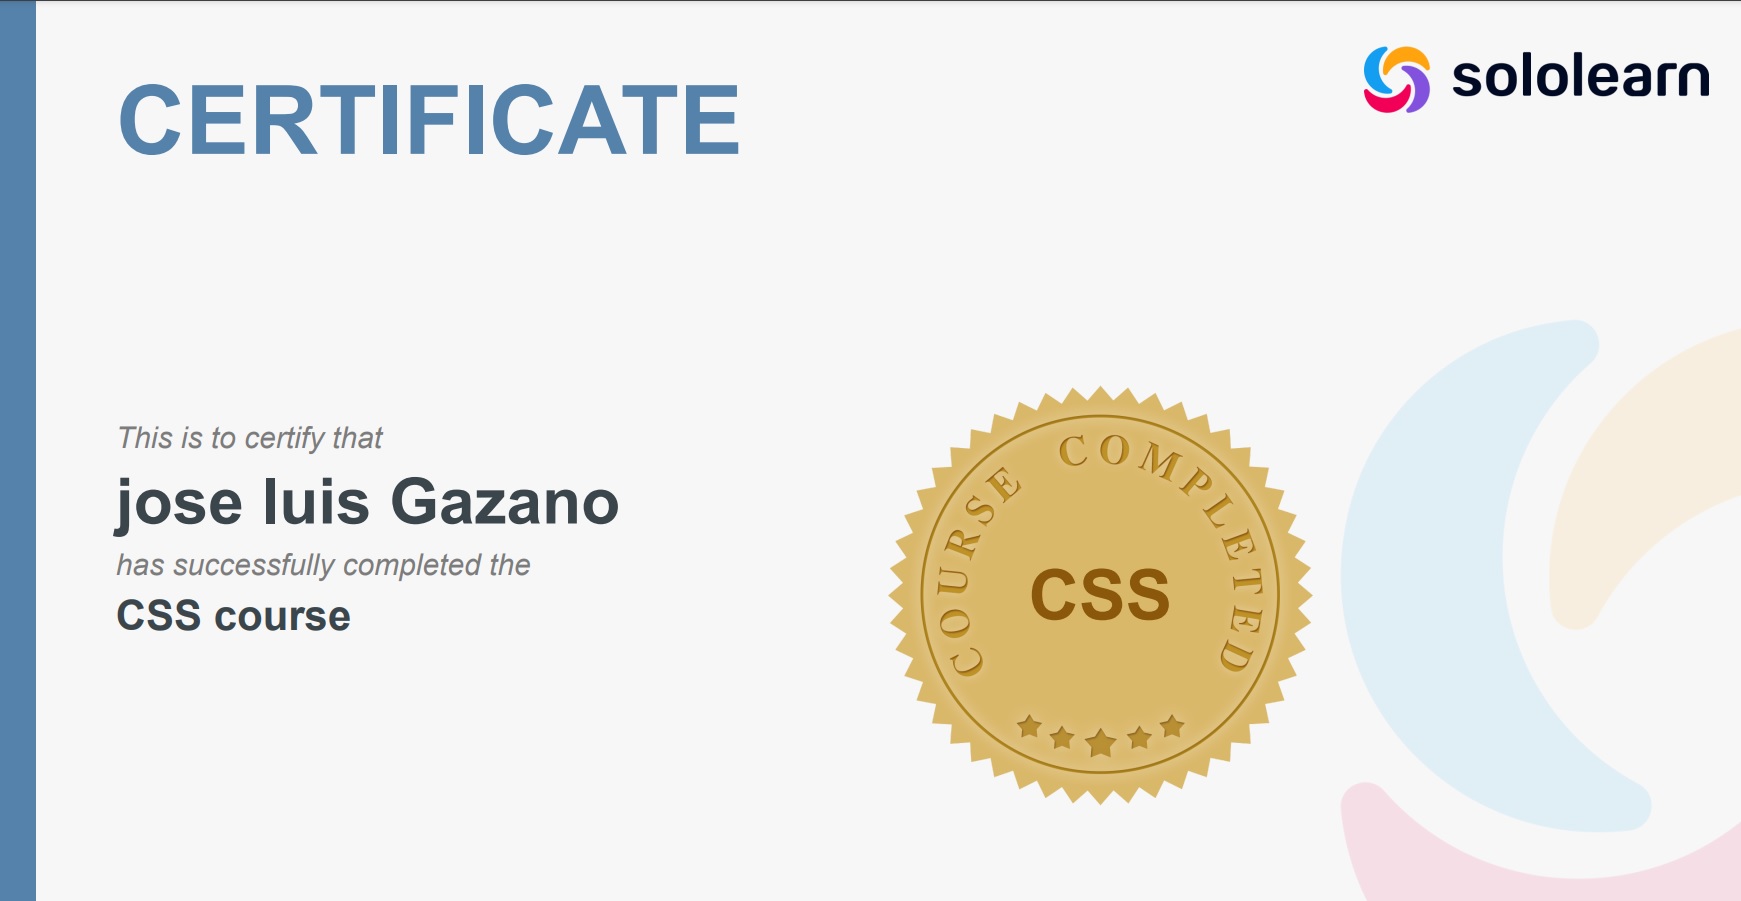 CERTIFICATE
sololearn
This is to certify that
jose luis Gazano
has successfully completed the
CSS course
COURSE COMPLETED
CSS